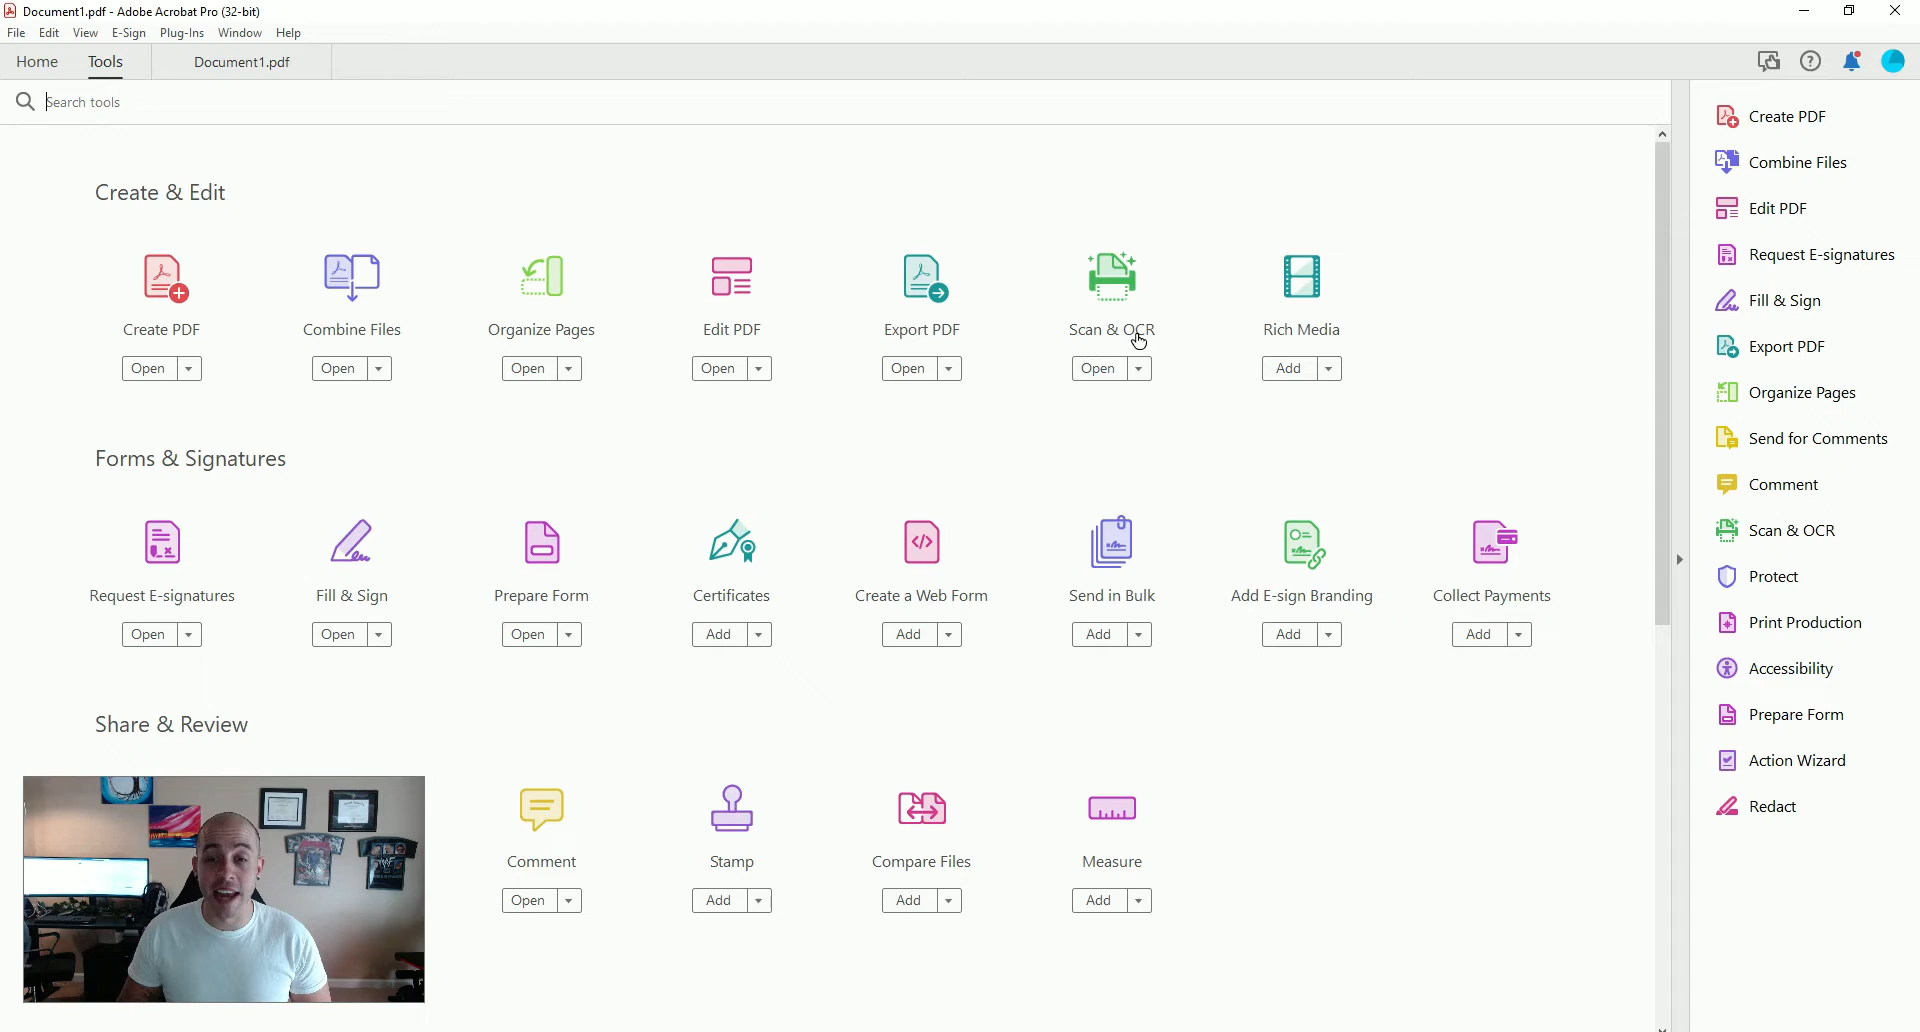 Document1.pdf - Adobe Acrobat Pro (32-bit)
File Edit View E-Sign Plug-Ins Window Help
Home Tools Document1.pdf
Search tools
Create & Edit
Create PDF Combine Files Organize Pages Edit PDF Export PDF Scan & OCR Rich Media
Open Open Open Open Open Open Add
Forms & Signatures
Request E-signatures Fill & Sign Prepare Form Certificates Create a Web Form Send in Bulk Add E-sign Branding Collect Payments
Open Open Open Add Add Add Add Add
Share & Review
Comment Stamp Compare Files Measure
Open Add Add Add
Create PDF
Combine Files
Edit PDF
Request E-signatures
Fill & Sign
Export PDF
Organize Pages
Send for Comments
Comment
Scan & OCR
Protect
Print Production
Accessibility
Prepare Form
Action Wizard
Redact